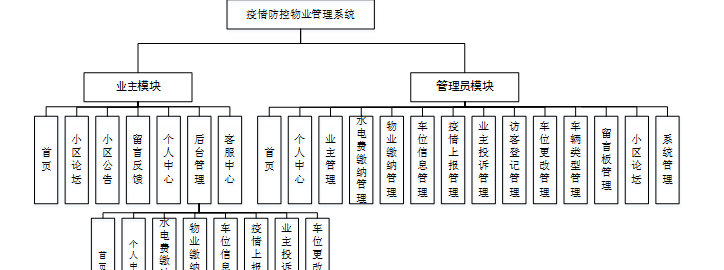 疫情防控物业管理系统
业主模块
管理员模块
首页
小区论坛
小区公告
留言反馈
个人中心
后台管理
客服中心
首页
个人中心
业主管理
水电费缴纳管理
物业缴纳管理
车位信息管理
疫情上报管理
业主投诉管理
访客登记管理
车位更改管理
车辆类型管理
留言板管理
小区论坛
系统管理
首页
个人中
水电费缴纳
物业缴纳
车位信息
疫情上报
业主投诉
车位更改